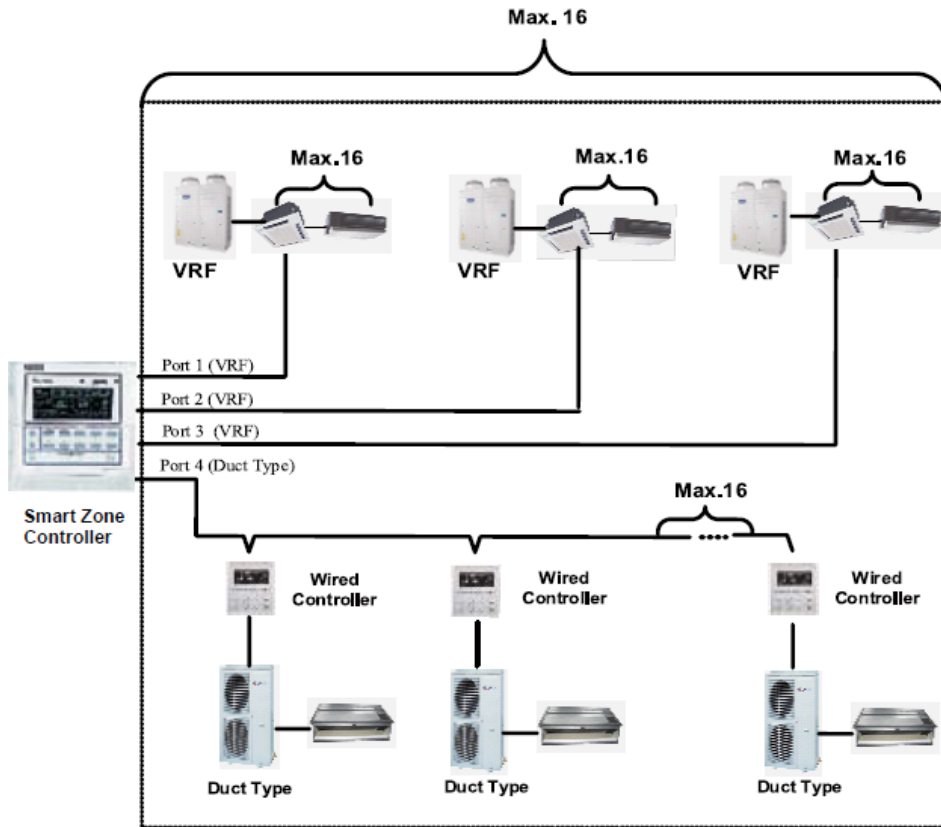 Max. 16
Max.16
Max.16
Max.16
VRF
VRF
VRF
Port 1 (VRF)
Port 2 (VRF)
Port 3 (VRF)
Port 4 (Duct Type)
Smart Zone
Controller
Max.16
Wired
Controller
Wired
Controller
Wired
Controller
Duct Type
Duct Type
Duct Type